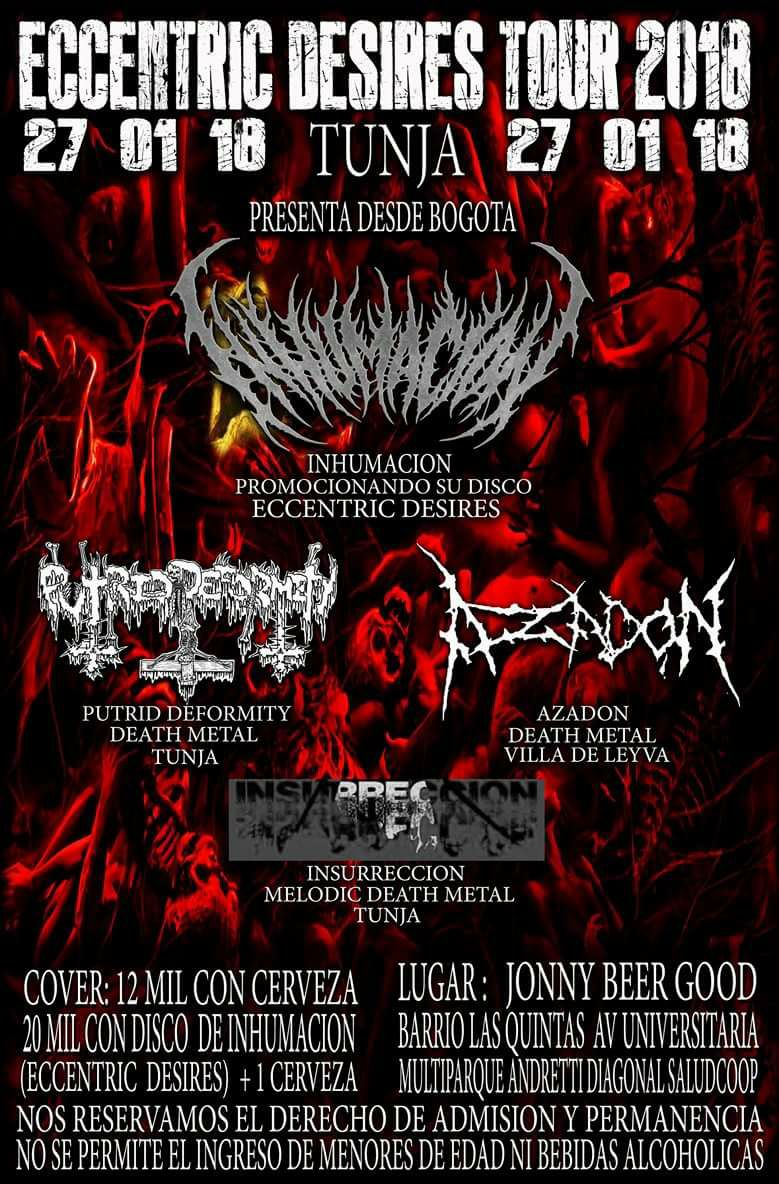 ECCENTRIC DESIRES TOUR 2018
27 01 18 TUNJA 27 01 18
PRESENTA DESDE BOGOTA
INHUMACION
INHUMACION
PROMOCIONANDO SU DISCO
ECCENTRIC DESIRES
PUTRID DEFORMITY
PUTRID DEFORMITY
DEATH METAL
TUNJA
AZADON
AZADON
DEATH METAL
VILLA DE LEYVA
INSURRECCION
INSURRECCION
MELODIC DEATH METAL
TUNJA
COVER: 12 MIL CON CERVEZA
20 MIL CON DISCO DE INHUMACION
(ECCENTRIC DESIRES) + 1 CERVEZA
LUGAR : JONNY BEER GOOD
BARRIO LAS QUINTAS AV UNIVERSITARIA
MULTIPARQUE ANDRETTI DIAGONAL SALUDCOOP
NOS RESERVAMOS EL DERECHO DE ADMISION Y PERMANENCIA
NO SE PERMITE EL INGRESO DE MENORES DE EDAD NI BEBIDAS ALCOHOLICAS